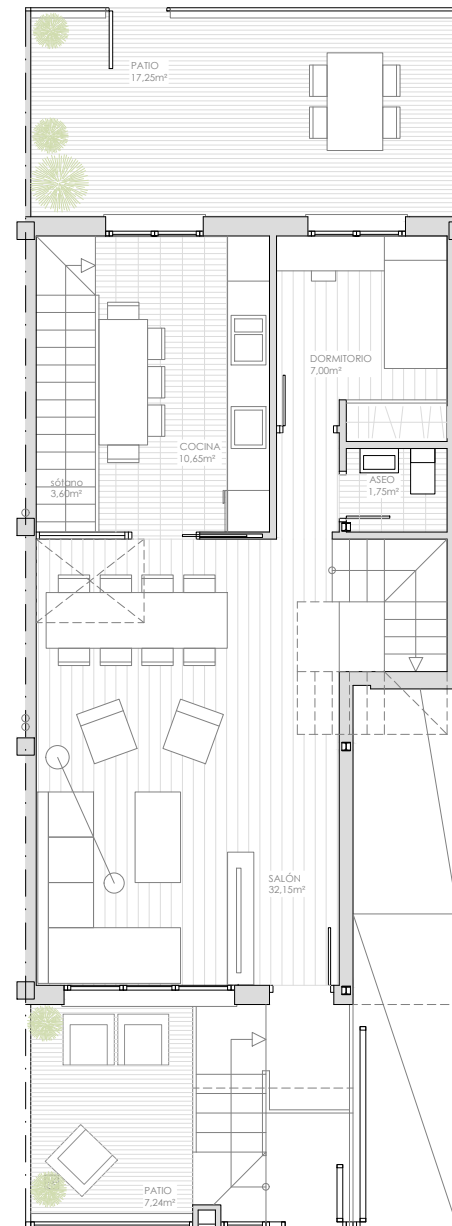 PATIO
17,25m²
DORMITORIO
7,00m²
COCINA
10,65m²
sótano
3,60m²
ASEO
1,75m²
SALÓN
32,15m²
PATIO
7,24m²